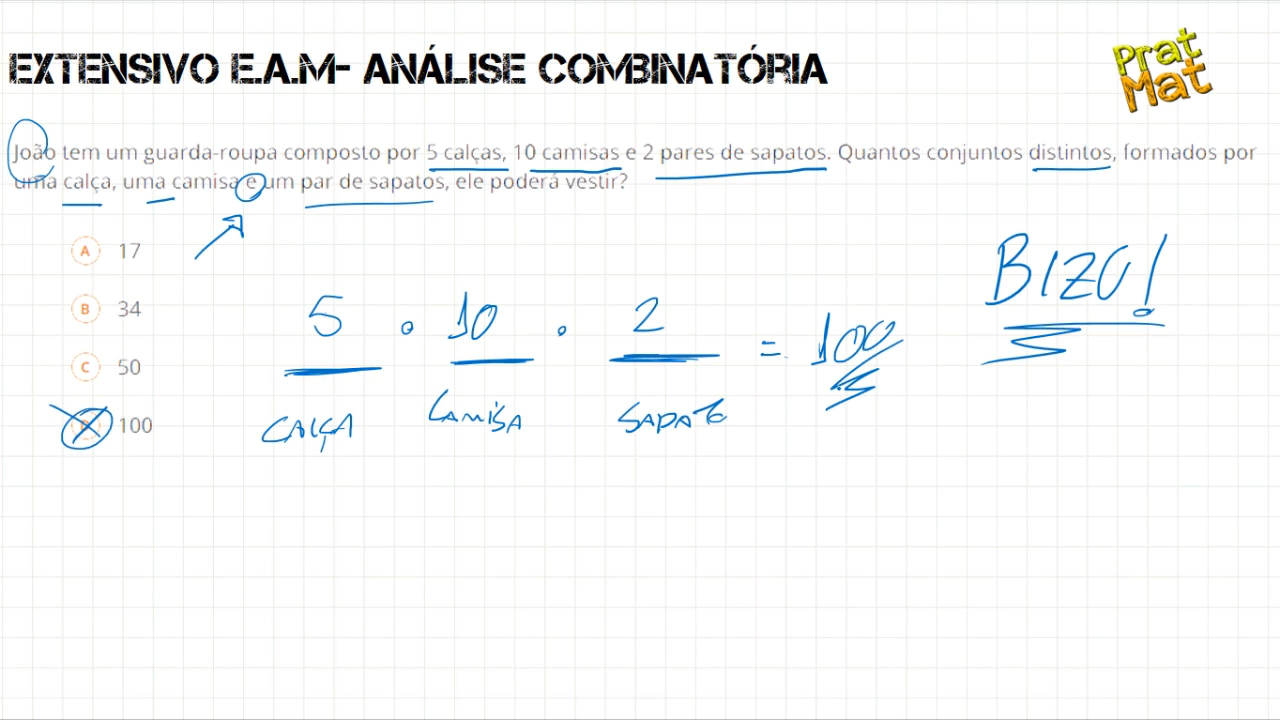 EXTENSIVO E.A.M- ANÁLISE COMBINATÓRIA
Prat
Mat
João tem um guarda-roupa composto por 5 calças, 10 camisas e 2 pares de sapatos. Quantos conjuntos distintos, formados por
uma calça, uma camisa e um par de sapatos, ele poderá vestir?
A 17
B 34
C 50
100
BIZU!
5 . 10 . 2 = 100
CALÇA CAMISA SAPATO